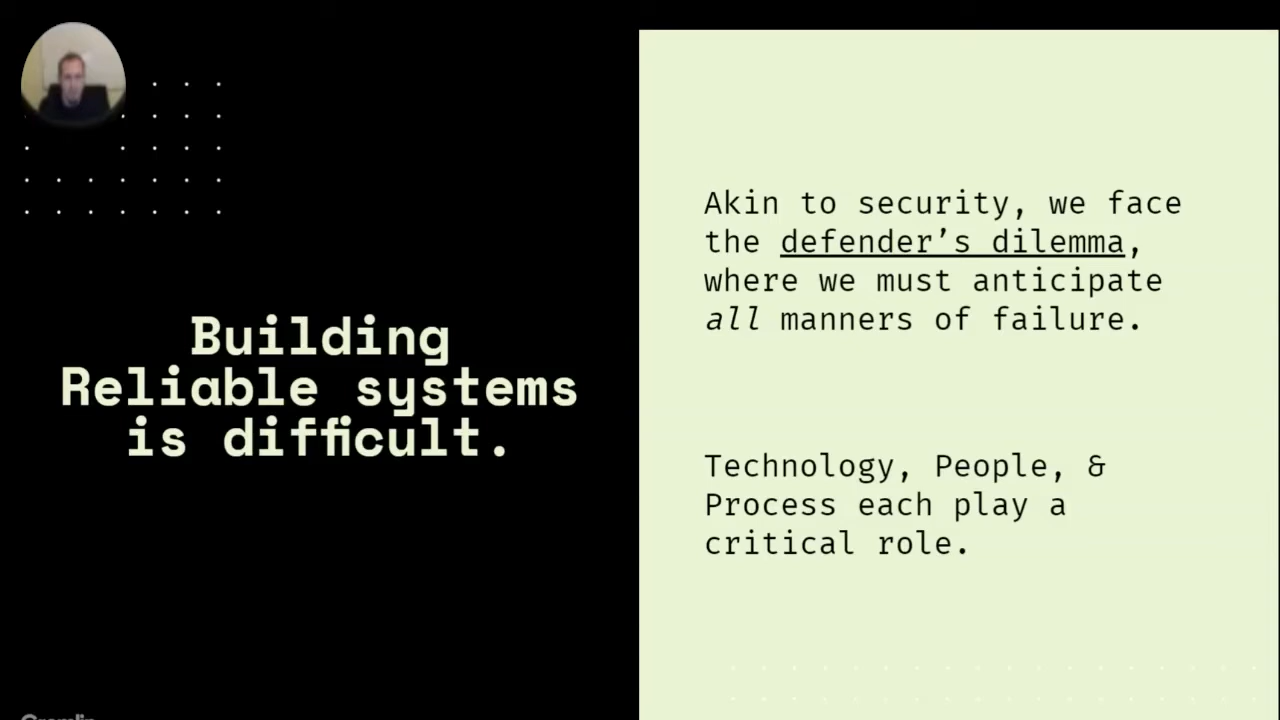 Building
Reliable systems
is difficult.
Akin to security, we face
the defender’s dilemma,
where we must anticipate
all manners of failure.
Technology, People, &
Process each play a
critical role.
Gremlin